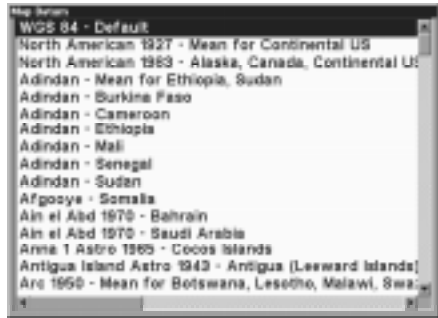 Map Datum
WGS 84 - Default
North American 1927 - Mean for Continental US
North American 1983 - Alaska, Canada, Continental US
Adindan - Mean for Ethiopia, Sudan
Adindan - Burkina Faso
Adindan - Cameroon
Adindan - Ethiopia
Adindan - Mali
Adindan - Senegal
Adindan - Sudan
Afgooye - Somalia
Ain el Abd 1970 - Bahrain
Ain el Abd 1970 - Saudi Arabia
Anna 1 Astro 1965 - Cocos Islands
Antigua Island Astro 1943 - Antigua (Leeward Islands)
Arc 1950 - Mean for Botswana, Lesotho, Malawi, Swa